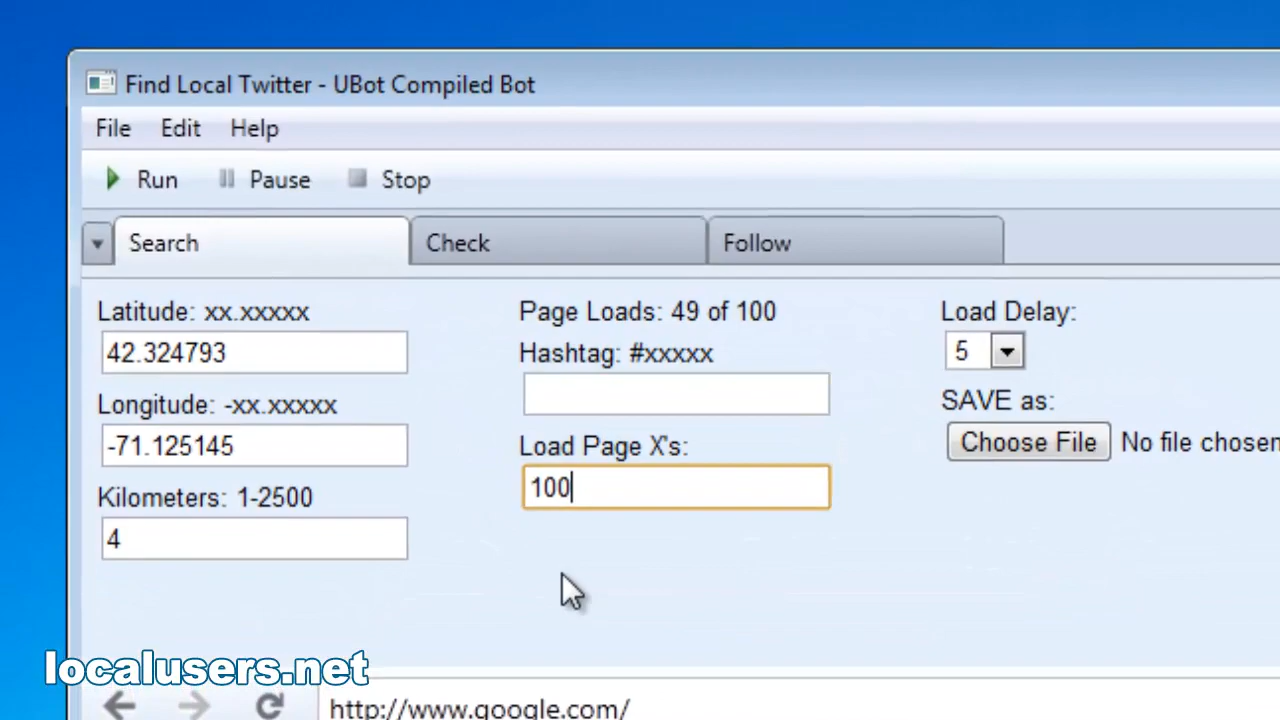 Find Local Twitter - UBot Compiled Bot
File Edit Help
Run Pause Stop
Search Check Follow
Latitude: xx.xxxxx
42.324793
Longitude: -xx.xxxxx
-71.125145
Kilometers: 1-2500
4
Page Loads: 49 of 100
Hashtag: #xxxxx
Load Page X's:
100
Load Delay:
5
SAVE as:
Choose File No file chosen
localusers.net
http://www.google.com/